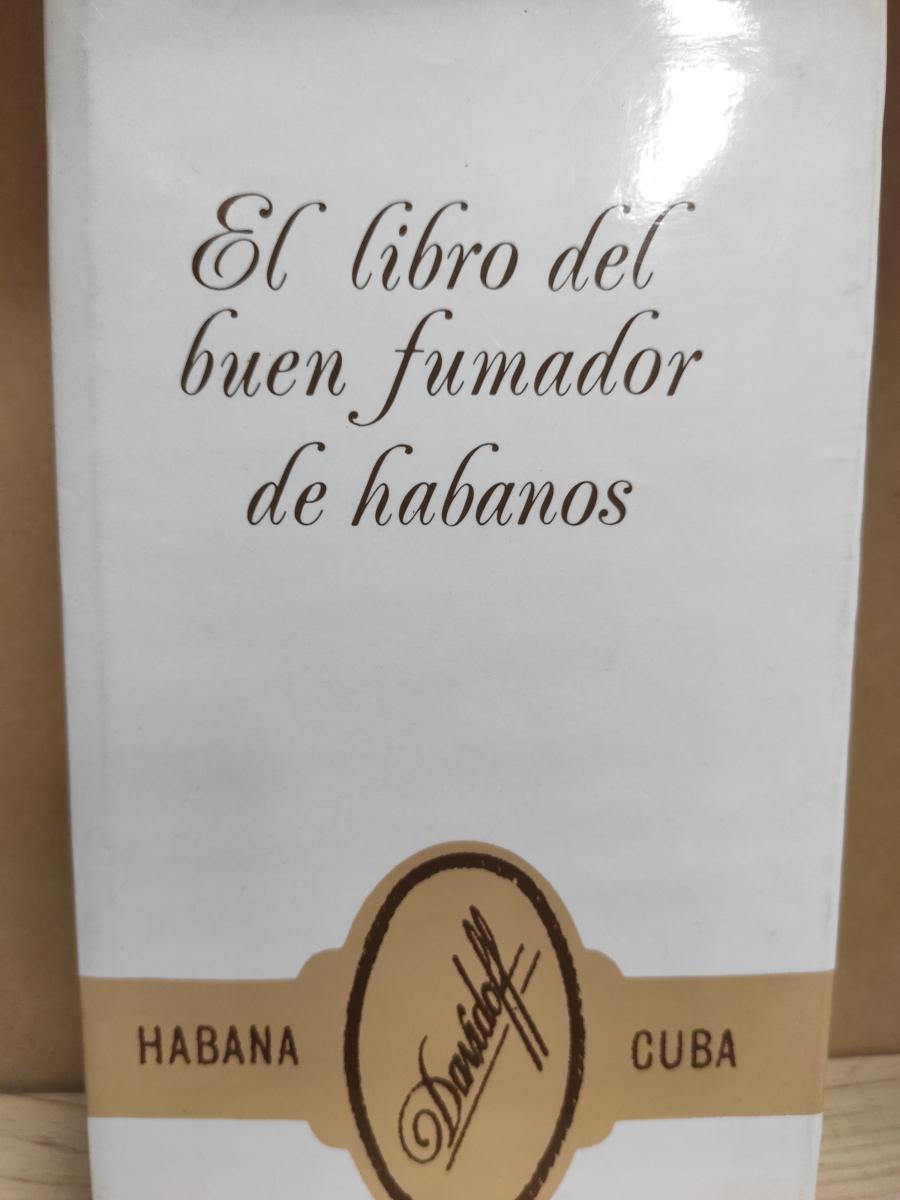 El libro del
buen fumador
de habanos
HABANA
Davidoff
CUBA